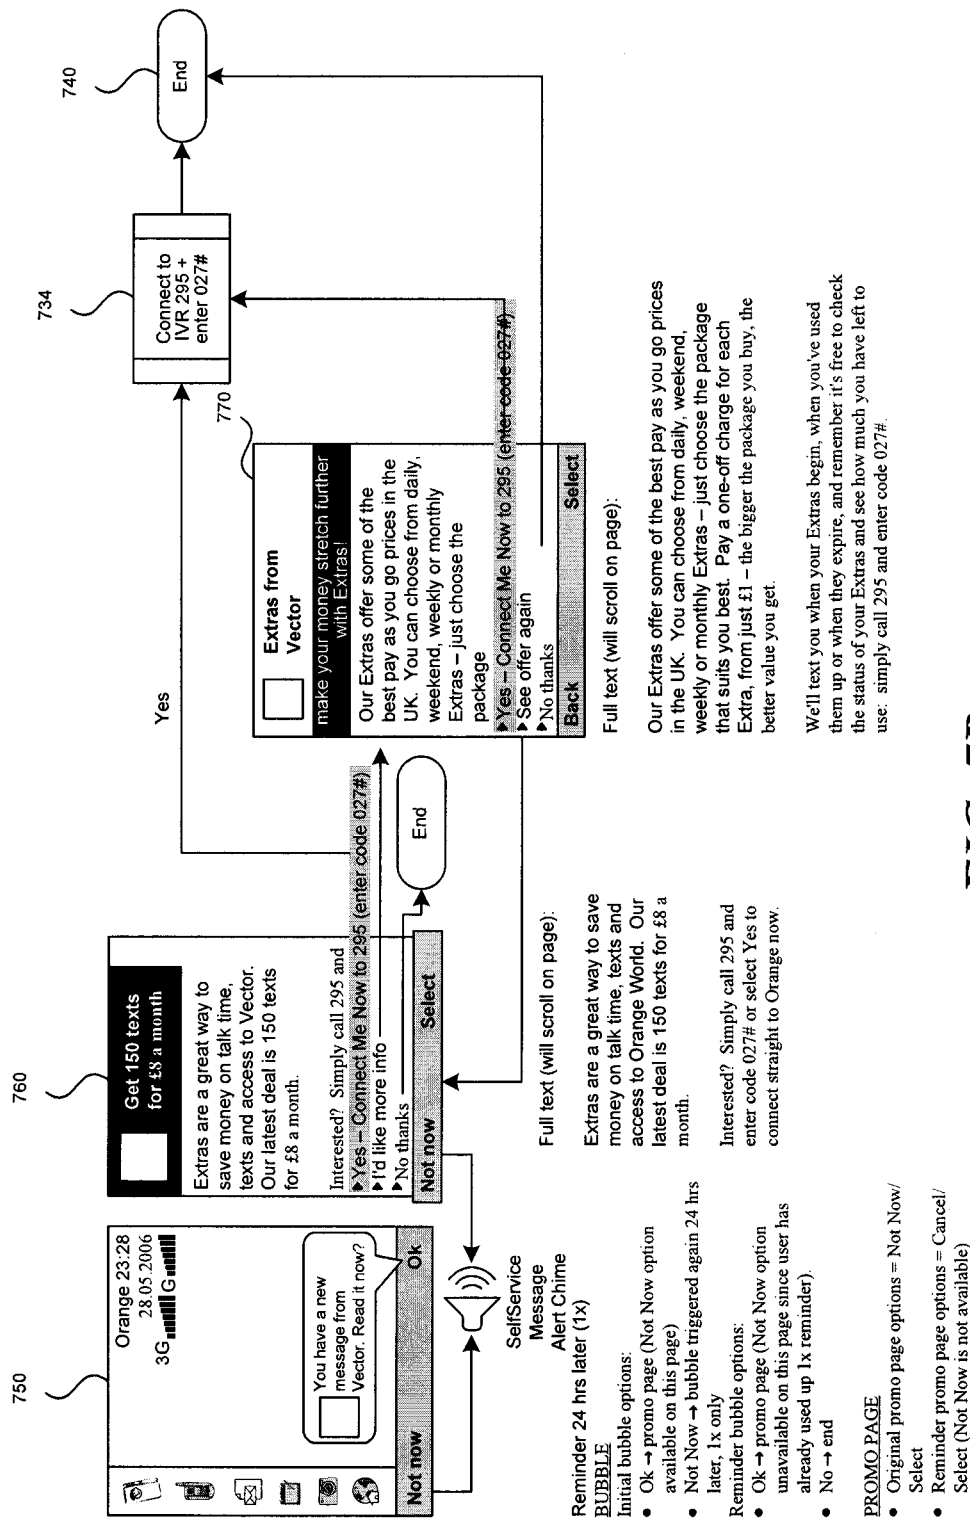 750
Orange 23:28
28.05.2006
3G G
You have a new
message from
Vector. Read it now?
Not now Ok
SelfService
Message
Alert Chime
760
Get 150 texts
for £8 a month
Extras are a great way to
save money on talk time,
texts and access to Vector.
Our latest deal is 150 texts
for £8 a month.
Interested? Simply call 295 and
Yes – Connect Me Now to 295 (enter code 027#)
I'd like more info
No thanks
Not now Select
End
Yes
770
Extras from
Vector
make your money stretch further
with Extras!
Our Extras offer some of the
best pay as you go prices in the
UK. You can choose from daily,
weekend, weekly or monthly
Extras – just choose the
package
Yes – Connect Me Now to 295 (enter code 027#)
See offer again
No thanks
Back Select
734
Connect to
IVR 295 +
enter 027#
740
End
Reminder 24 hrs later (1x)
BUBBLE
Initial bubble options:
• Ok → promo page (Not Now option
available on this page)
• Not Now → bubble triggered again 24 hrs
later, 1x only
Reminder bubble options:
• Ok → promo page (Not Now option
unavailable on this page since user has
already used up 1x reminder).
• No → end
PROMO PAGE
• Original promo page options = Not Now/
Select
• Reminder promo page options = Cancel/
Select (Not Now is not available)
Full text (will scroll on page):
Extras are a great way to save
money on talk time, texts and
access to Orange World. Our
latest deal is 150 texts for £8 a
month.
Interested? Simply call 295 and
enter code 027# or select Yes to
connect straight to Orange now.
Full text (will scroll on page):
Our Extras offer some of the best pay as you go prices
in the UK. You can choose from daily, weekend,
weekly or monthly Extras – just choose the package
that suits you best. Pay a one-off charge for each
Extra, from just £1 – the bigger the package you buy, the
better value you get.
We'll text you when your Extras begin, when you've used
them up or when they expire, and remember it's free to check
the status of your Extras and see how much you have left to
use: simply call 295 and enter code 027#.